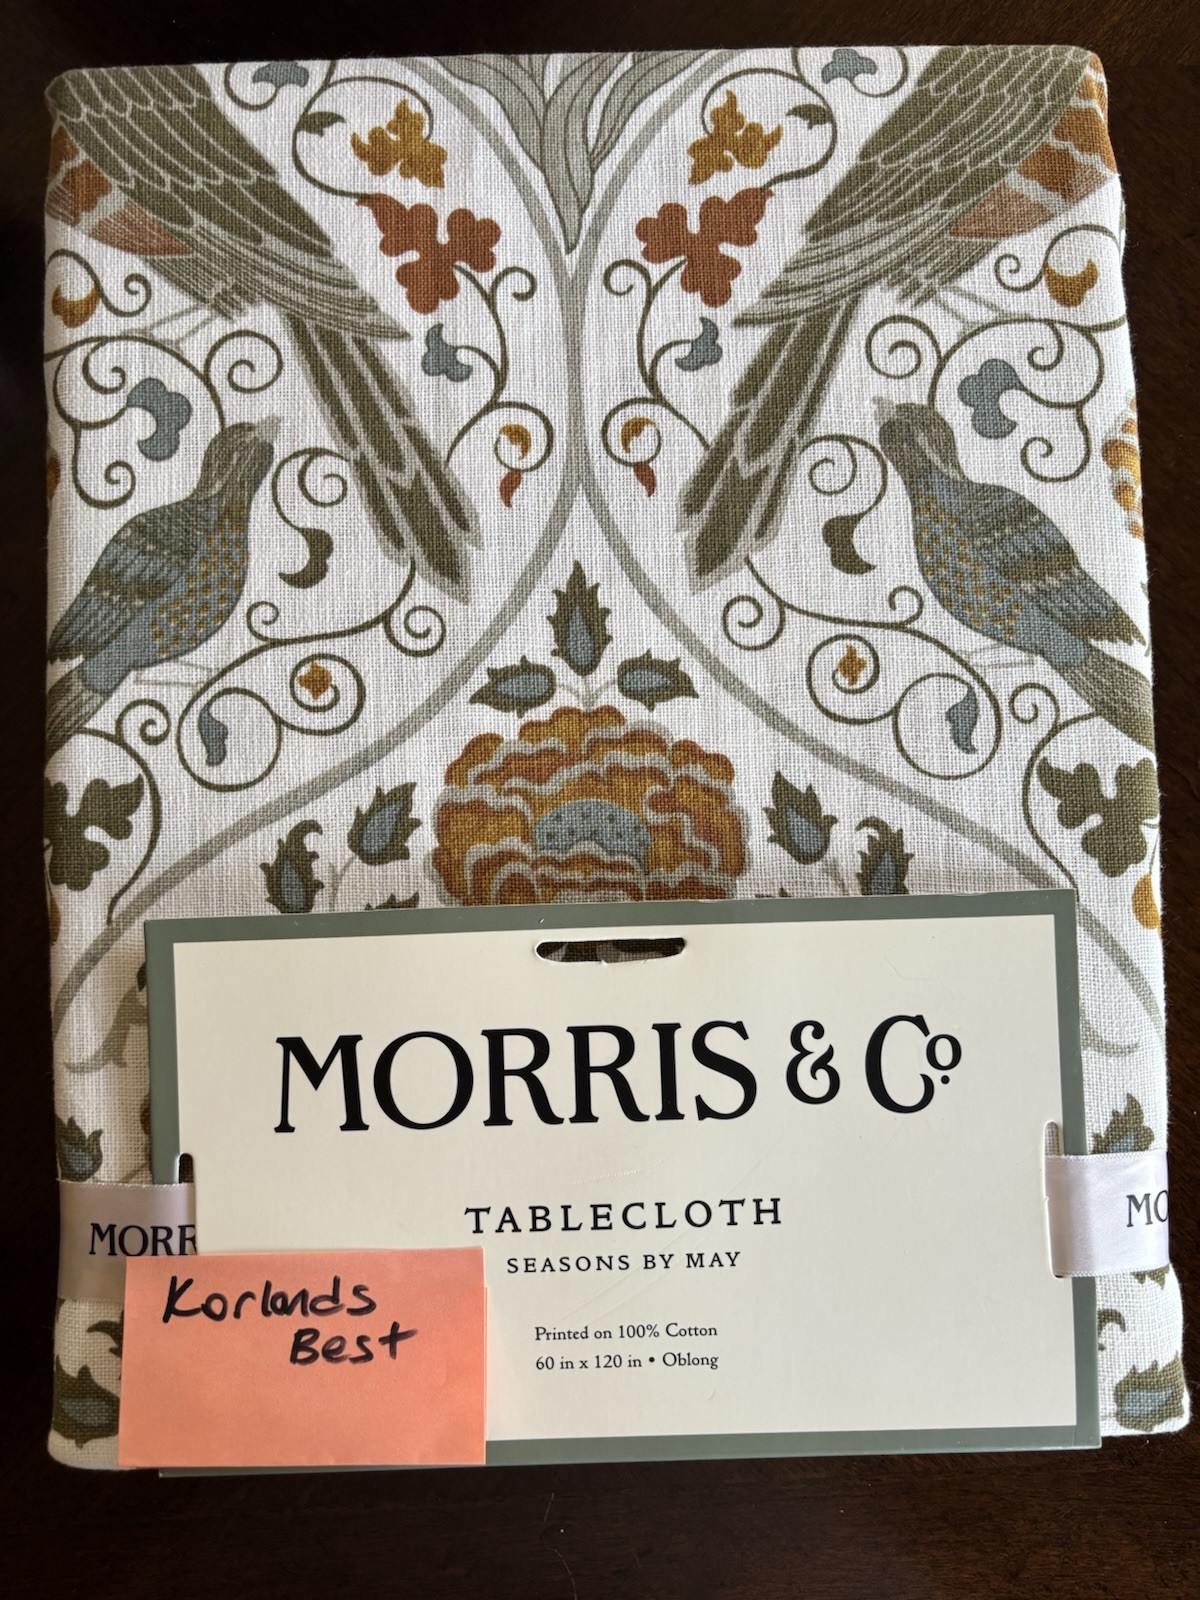 MORRIS & Co.
TABLECLOTH
SEASONS BY MAY
MORR
MO
Korlands
Best
Printed on 100% Cotton
60 in x 120 in • Oblong